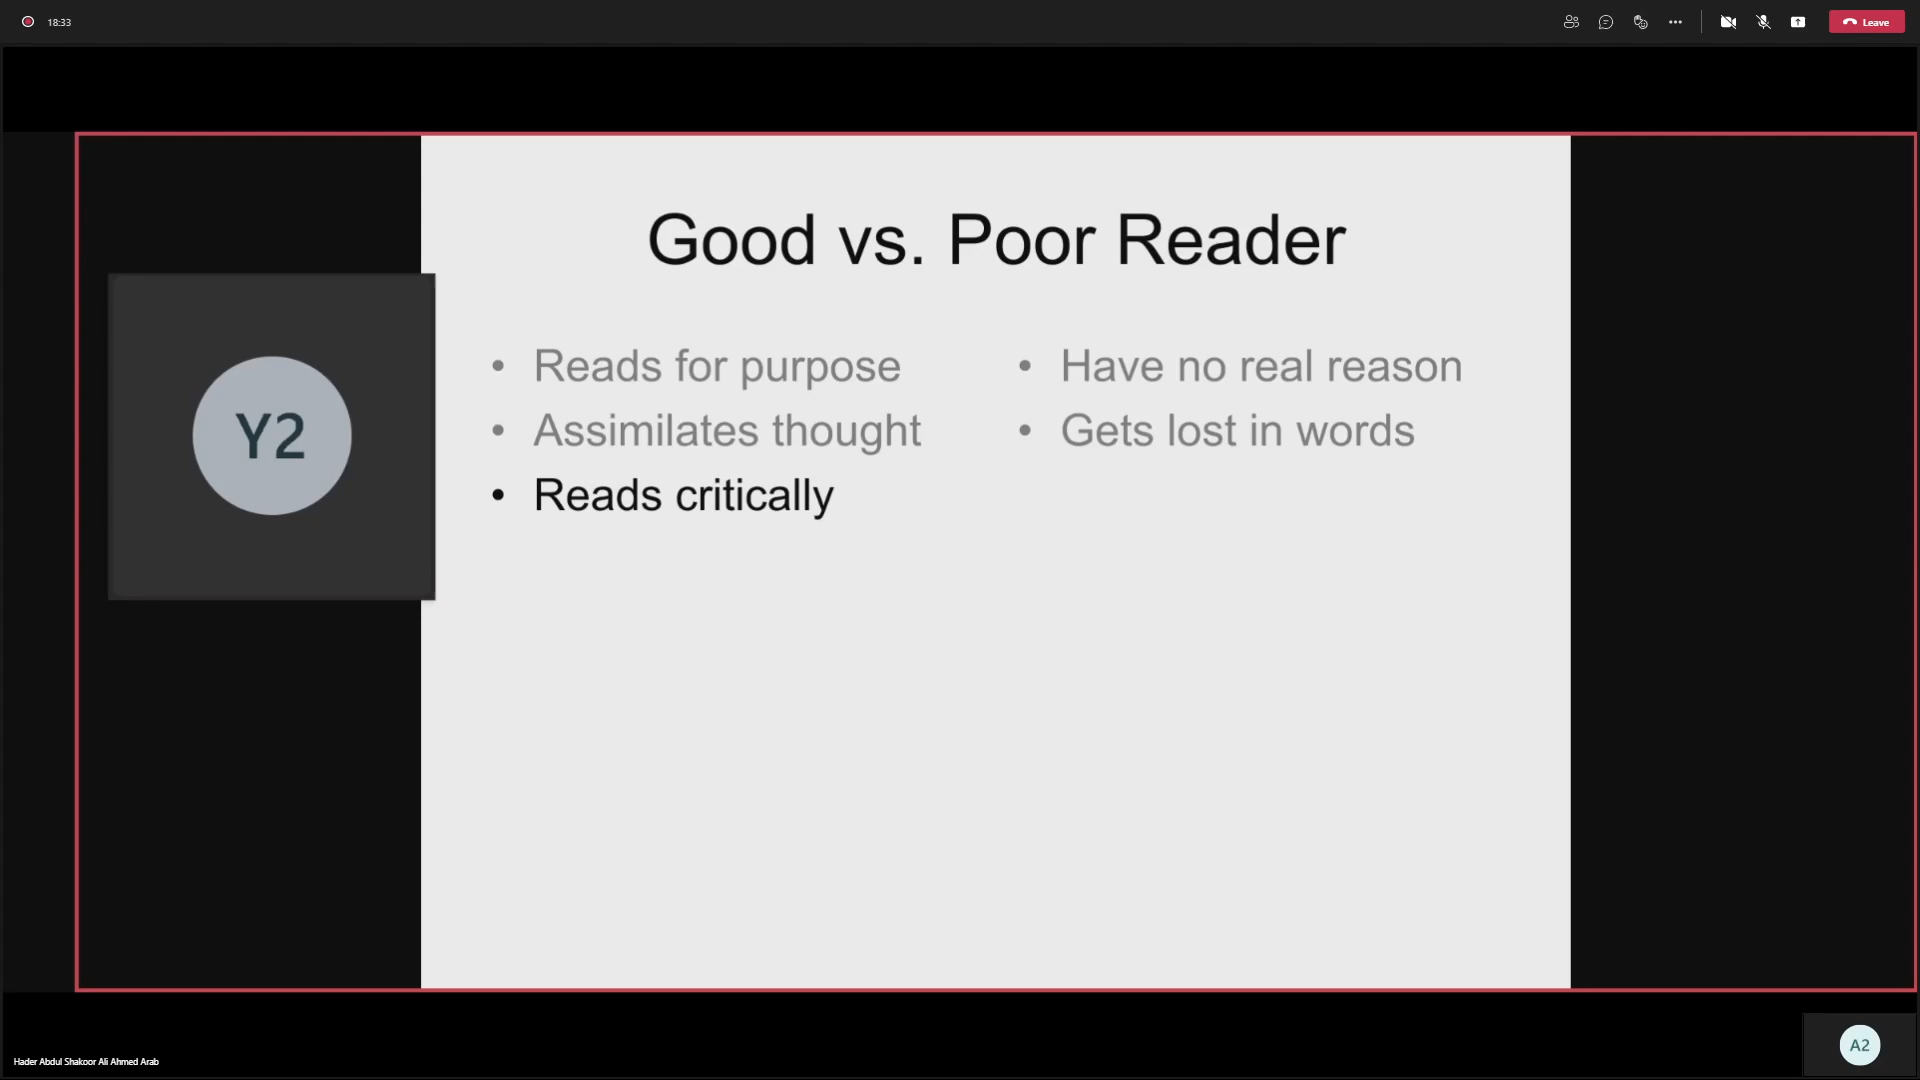 18:33
Leave
Good vs. Poor Reader
Y2
• Reads for purpose
• Assimilates thought
• Reads critically
• Have no real reason
• Gets lost in words
Hader Abdul Shakoor Ali Ahmed Arab
A2